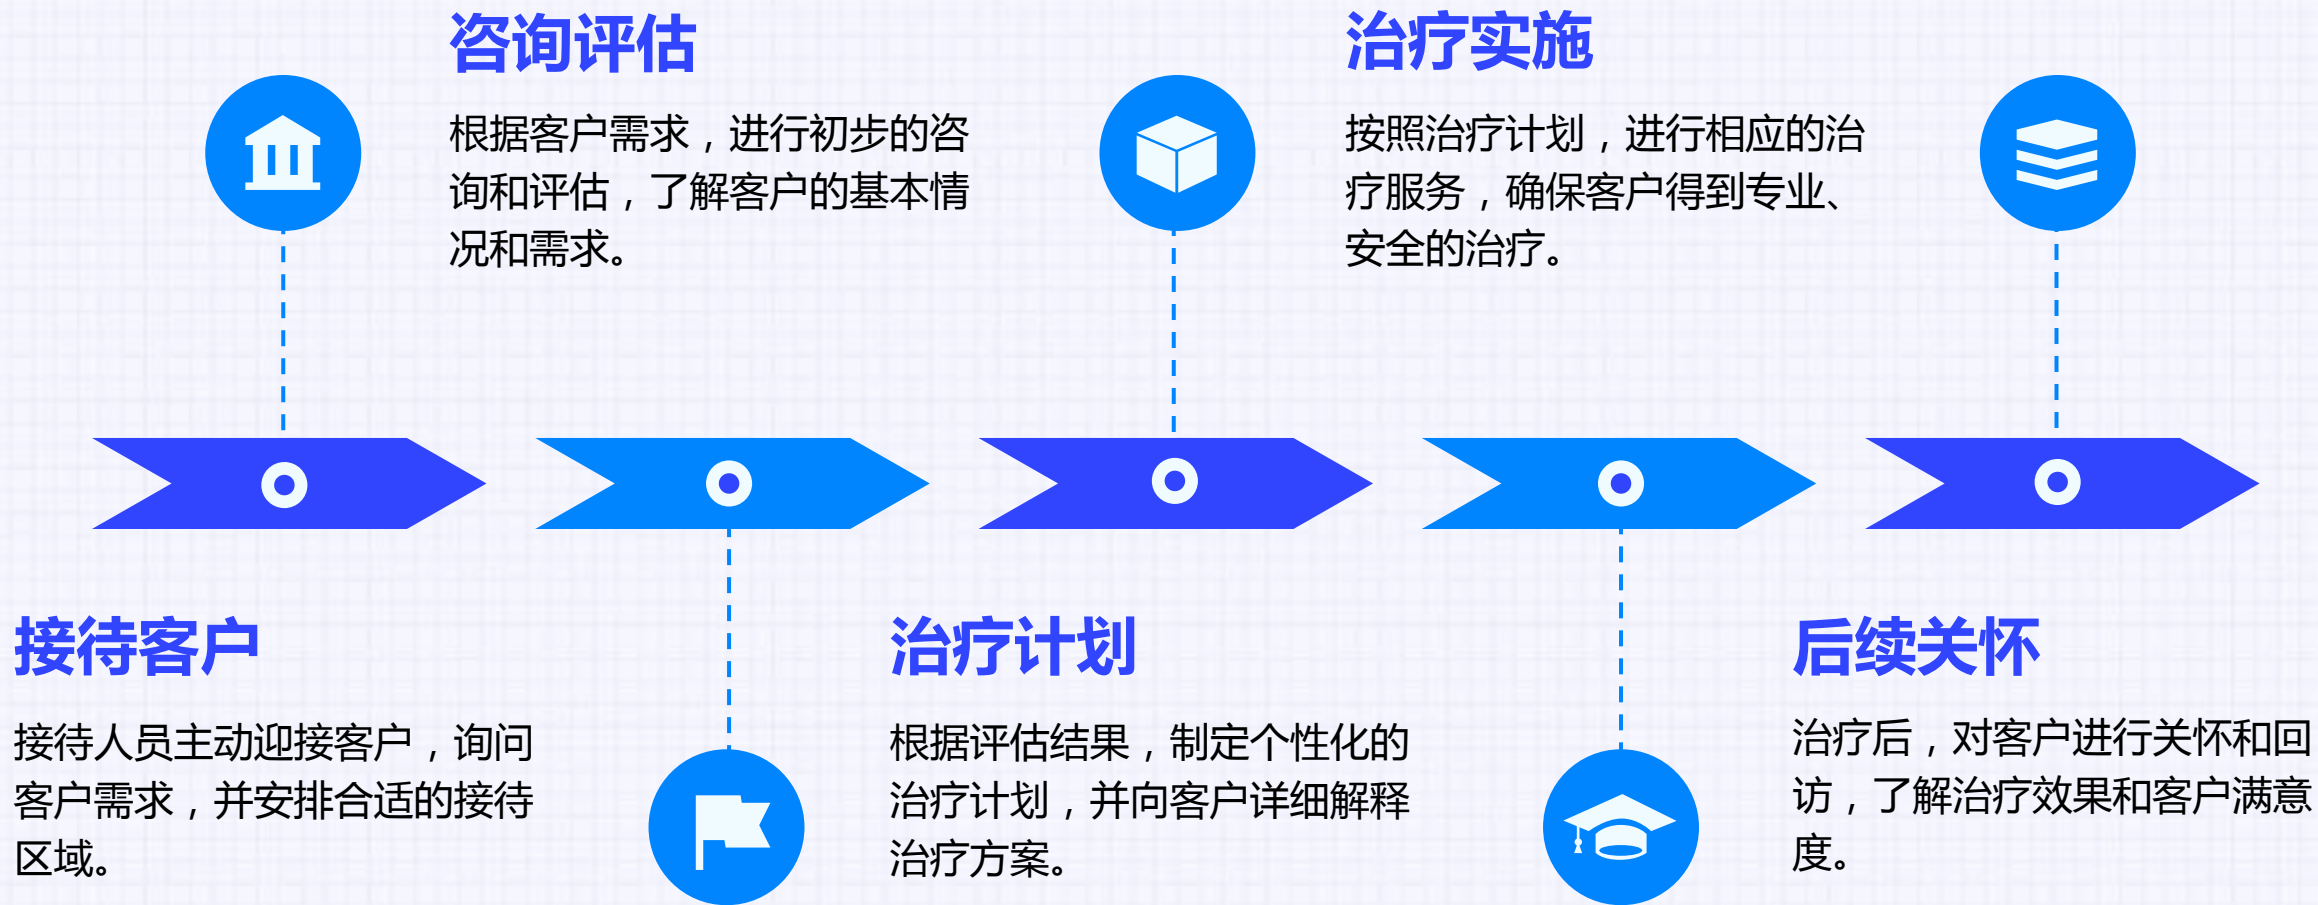 咨询评估
根据客户需求，进行初步的咨
询和评估，了解客户的基本情
况和需求。
治疗实施
按照治疗计划，进行相应的治
疗服务，确保客户得到专业、
安全的治疗。
接待客户
接待人员主动迎接客户，询问
客户需求，并安排合适的接待
区域。
治疗计划
根据评估结果，制定个性化的
治疗计划，并向客户详细解释
治疗方案。
后续关怀
治疗后，对客户进行关怀和回
访，了解治疗效果和客户满意
度。